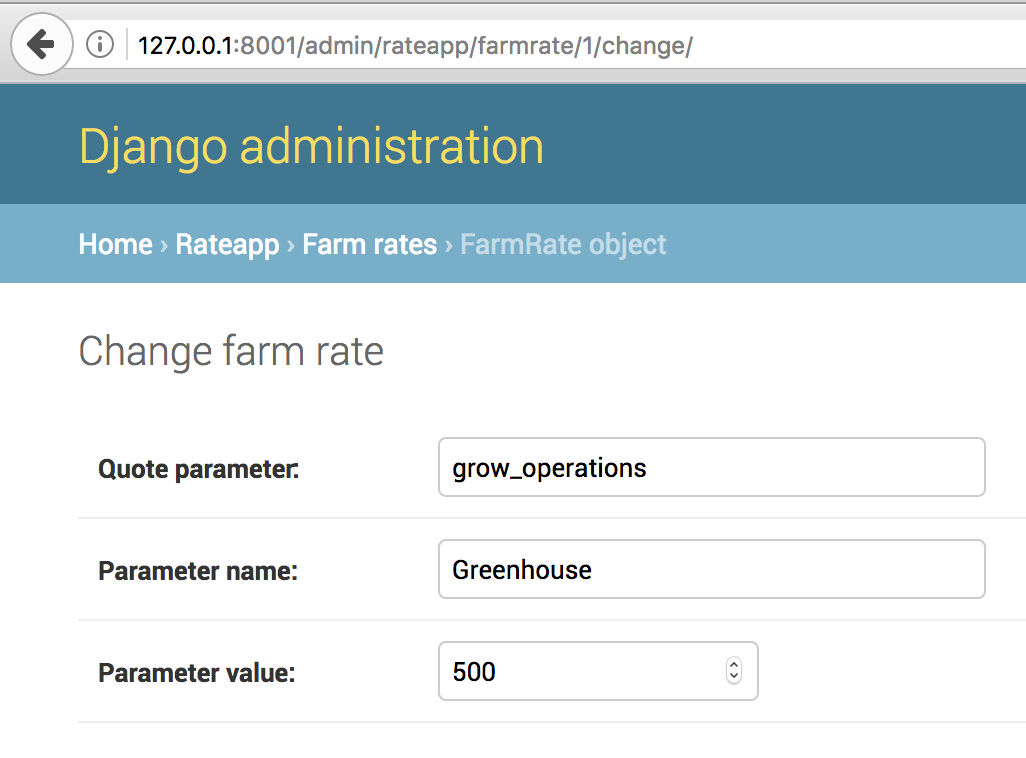 127.0.0.1:8001/admin/rateapp/farmrate/1/change/
Django administration
Home › Rateapp › Farm rates › FarmRate object
Change farm rate
Quote parameter: grow_operations
Parameter name: Greenhouse
Parameter value: 500